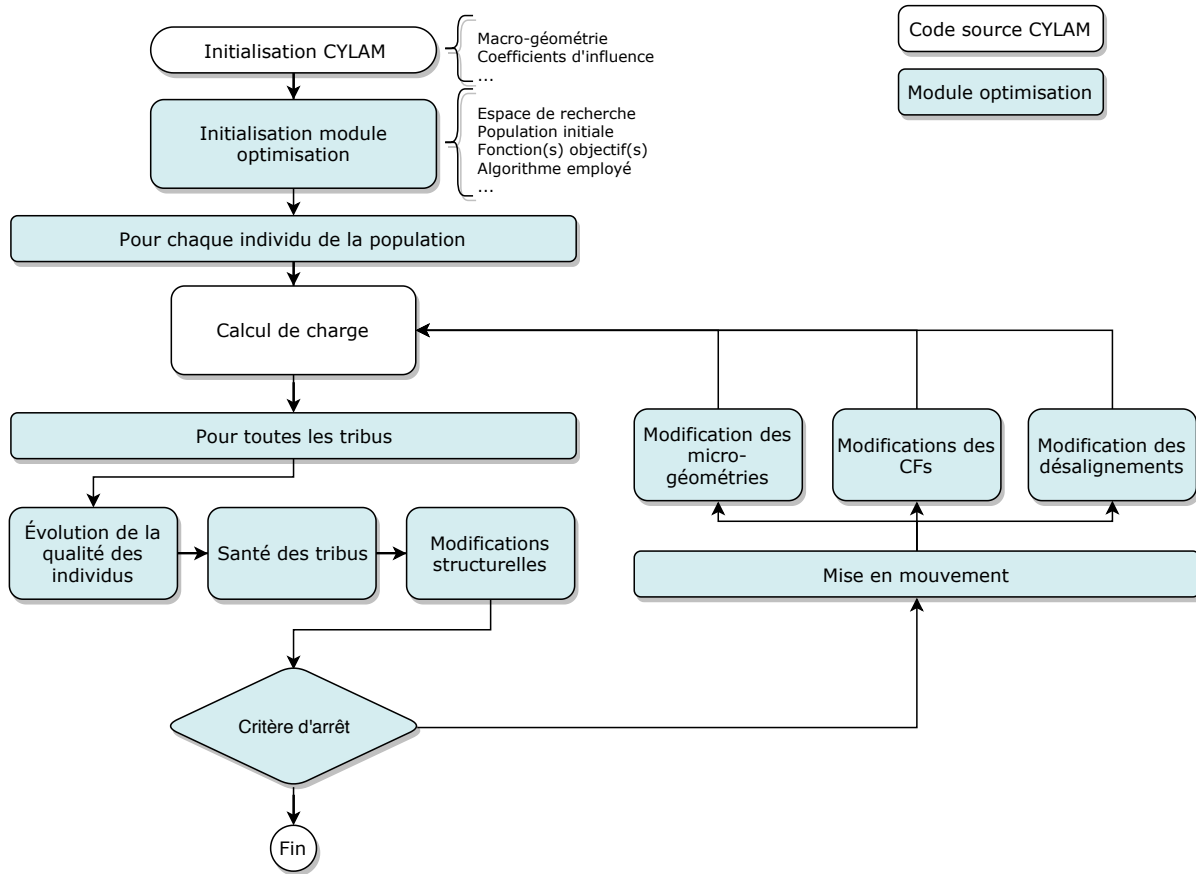 Initialisation CYLAM
Macro-géométrie
Coefficients d'influence
...
Code source CYLAM
Module optimisation
Initialisation module
optimisation
Espace de recherche
Population initiale
Fonction(s) objectif(s)
Algorithme employé
...
Pour chaque individu de la population
Calcul de charge
Pour toutes les tribus
Modification des
micro-
géométries
Modifications des
CFs
Modification des
désalignements
Évolution de la
qualité des
individus
Santé des tribus
Modifications
structurelles
Mise en mouvement
Critère d'arrêt
Fin